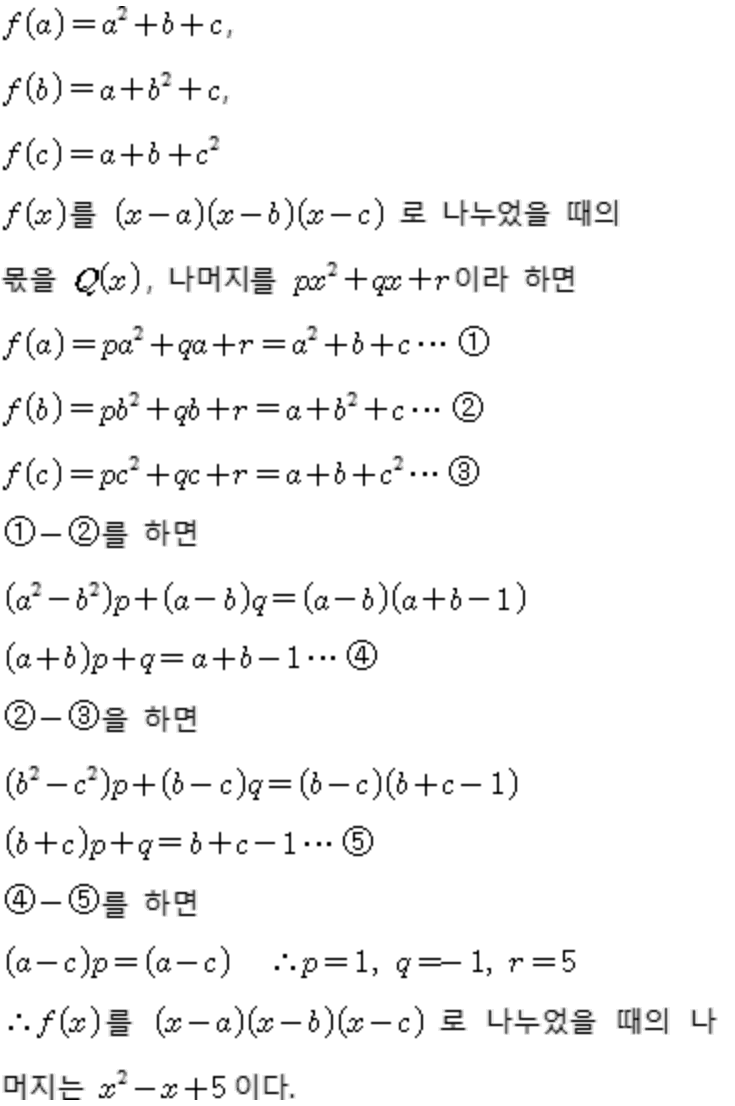 f(a)=a²+b+c,
f(b)=a+b²+c,
f(c)=a+b+c²
f(x)를 (x−a)(x−b)(x−c) 로 나누었을 때의
몫을 Q(x), 나머지를 px²+qx+r이라 하면
f(a)=pa²+qa+r=a²+b+c⋯ ①
f(b)=pb²+qb+r=a+b²+c⋯ ②
f(c)=pc²+qc+r=a+b+c²⋯ ③
①−②를 하면
(a²−b²)p+(a−b)q=(a−b)(a+b−1)
(a+b)p+q=a+b−1⋯ ④
②−③을 하면
(b²−c²)p+(b−c)q=(b−c)(b+c−1)
(b+c)p+q=b+c−1⋯ ⑤
④−⑤를 하면
(a−c)p=(a−c) ∴p=1, q=−1, r=5
∴f(x)를 (x−a)(x−b)(x−c) 로 나누었을 때의 나
머지는 x²−x+5이다.